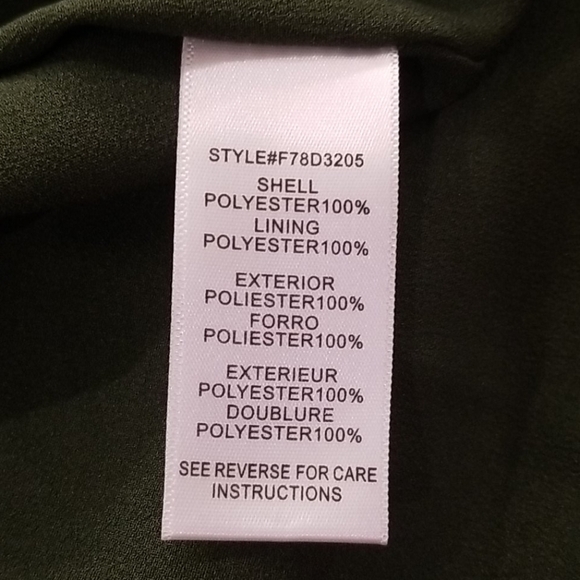 STYLE#F78D3205
SHELL
POLYESTER100%
LINING
POLYESTER100%
EXTERIOR
POLIESTER100%
FORRO
POLIESTER100%
EXTERIEUR
POLYESTER100%
DOUBLURE
POLYESTER100%
SEE REVERSE FOR CARE
INSTRUCTIONS